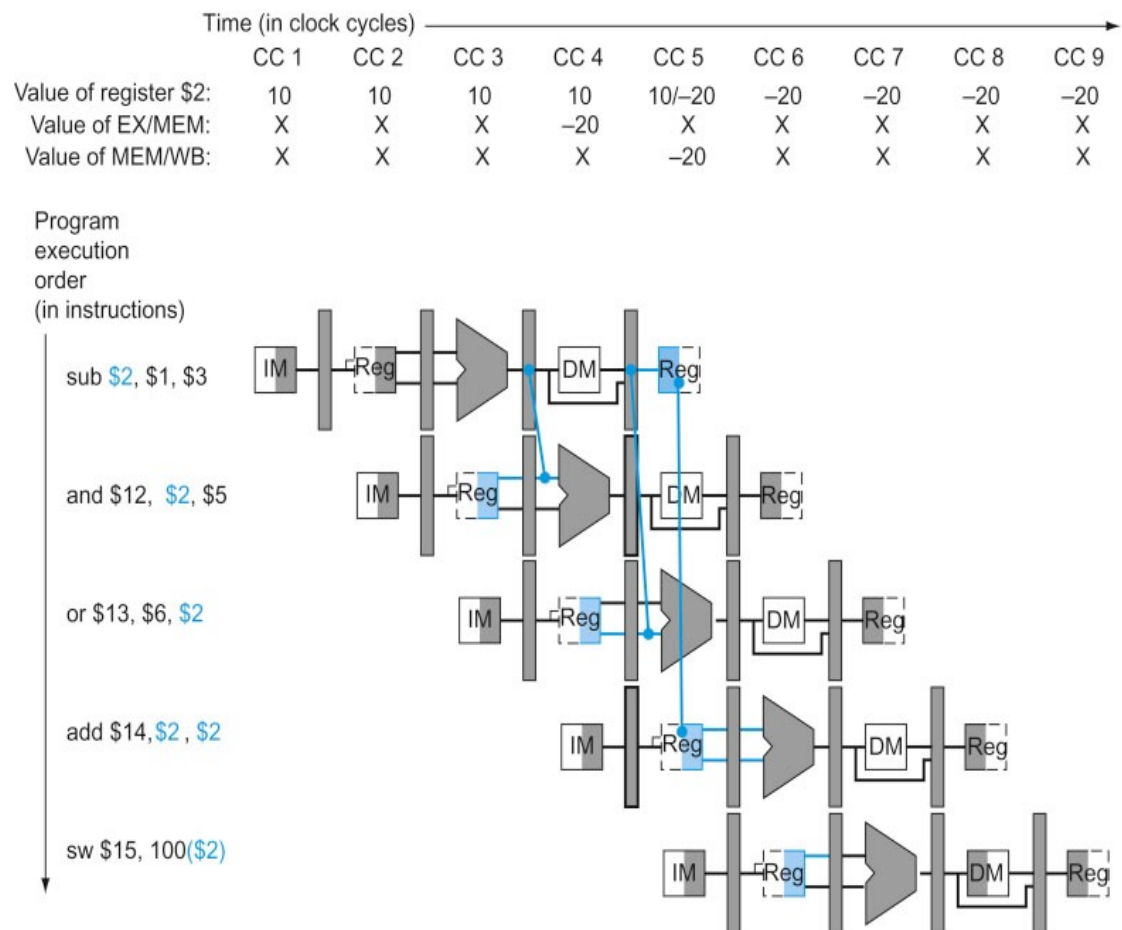 Time (in clock cycles)
CC 1 CC 2 CC 3 CC 4 CC 5 CC 6 CC 7 CC 8 CC 9
Value of register $2: 10 10 10 10 10/–20 –20 –20 –20 –20
Value of EX/MEM: X X X –20 X X X X X
Value of MEM/WB: X X X X –20 X X X X
Program
execution
order
(in instructions)
sub $2, $1, $3
IM Reg DM Reg
and $12, $2, $5
IM Reg DM Reg
or $13, $6, $2
IM Reg DM Reg
add $14,$2 , $2
IM Reg DM Reg
sw $15, 100($2)
IM Reg DM Reg